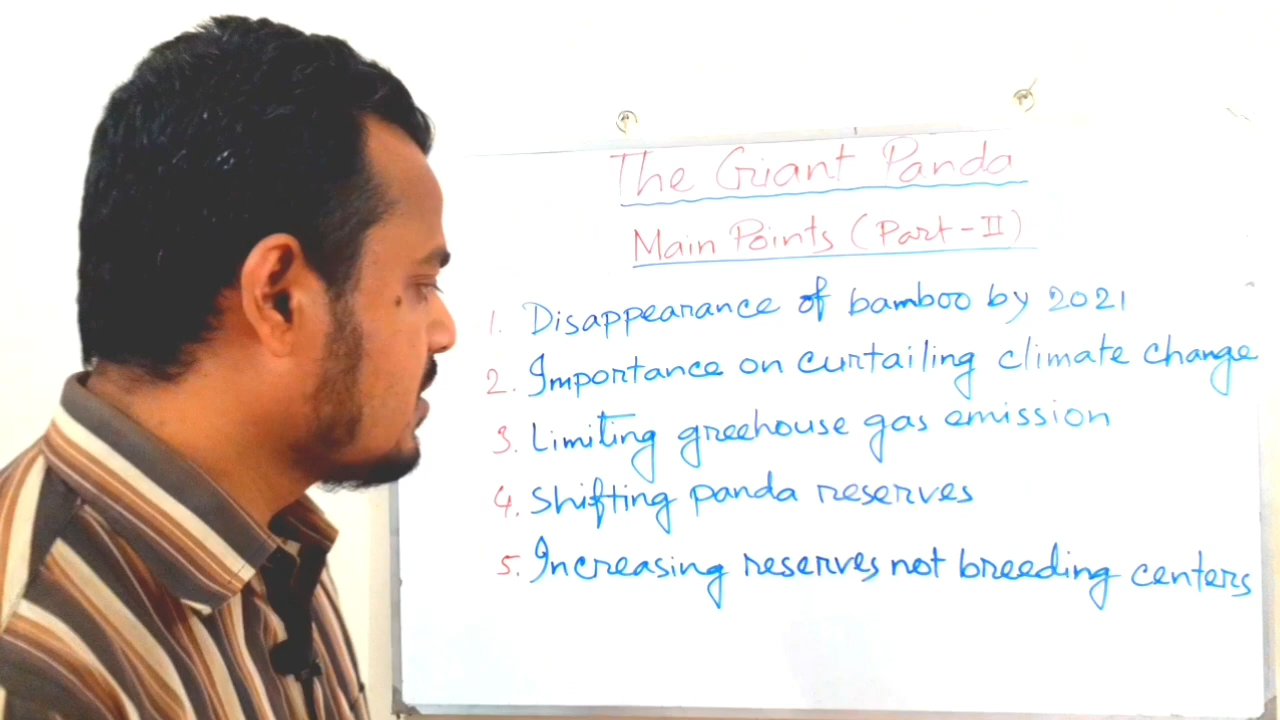 The Giant Panda
Main Points (Part-II)
1. Disappearance of bamboo by 2021
2. Importance on curtailing climate change
3. Limiting greehouse gas emission
4. Shifting panda reserves
5. Increasing reserves not breeding centers